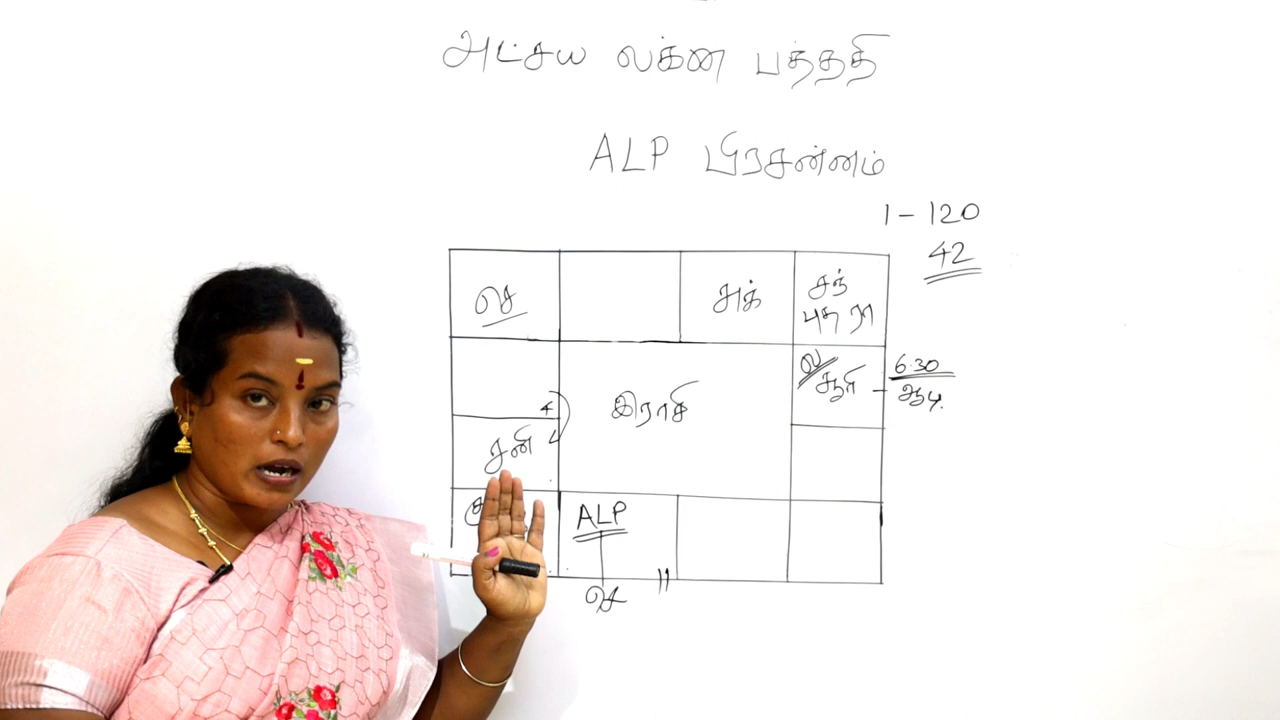 அட்சய லக்ன பத்ததி
ALP பிரசன்னம்
1 - 120
42
செ
சுக்
சந்
புத ரா
ல
சூரி - 6.30
ஆடி.
இராசி
4
சனி
ALP
செ
11